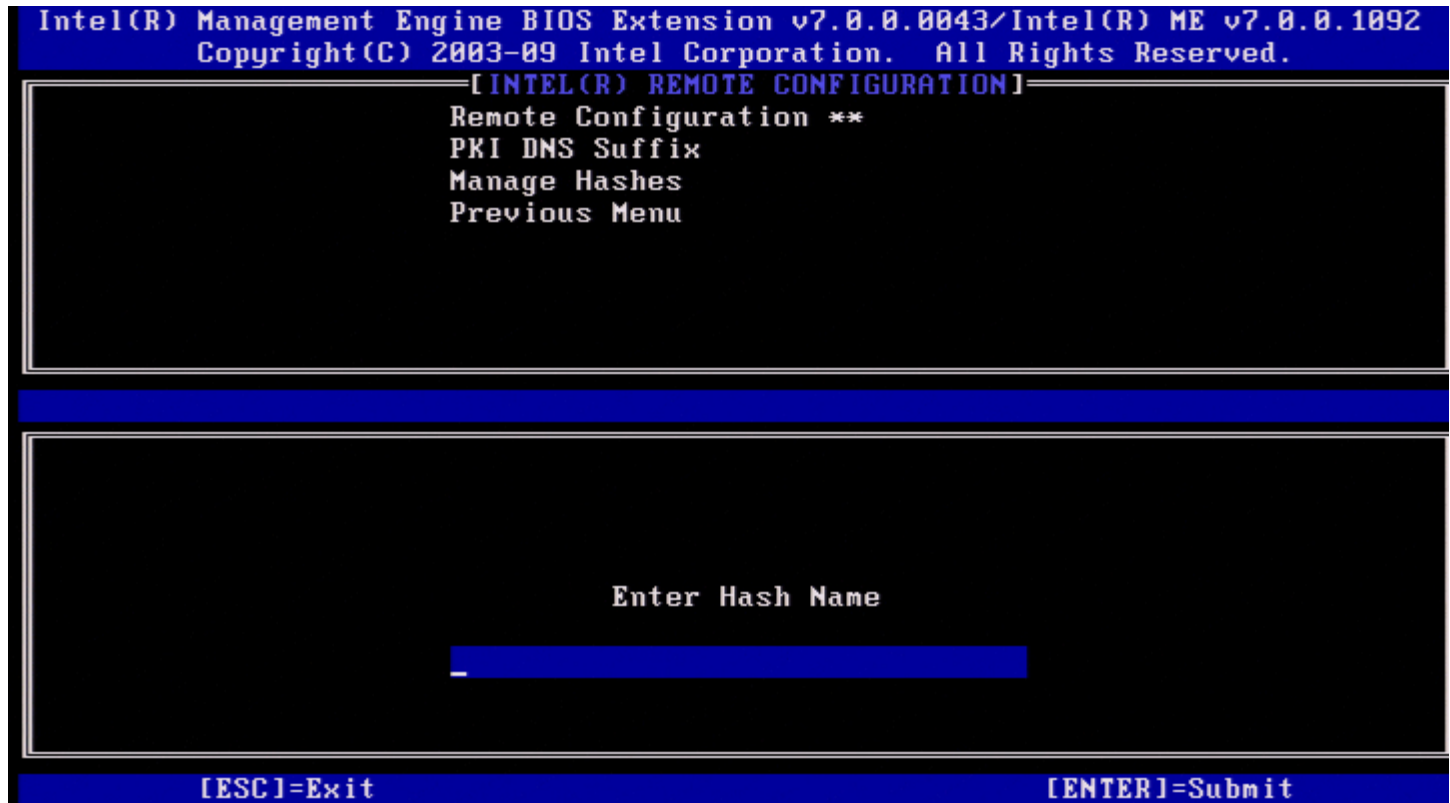 Intel(R) Management Engine BIOS Extension v7.0.0.0043/Intel(R) ME v7.0.0.1092
Copyright(C) 2003-09 Intel Corporation.  All Rights Reserved.
[INTEL(R) REMOTE CONFIGURATION]
Remote Configuration **
PKI DNS Suffix
Manage Hashes
Previous Menu
Enter Hash Name
[ESC]=Exit [ENTER]=Submit